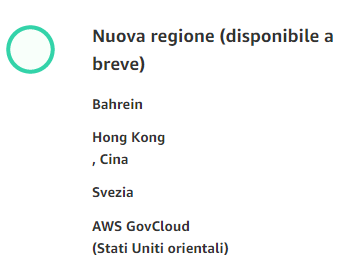 Nuova regione (disponibile a
breve)
Bahrein
Hong Kong
, Cina
Svezia
AWS GovCloud
(Stati Uniti orientali)